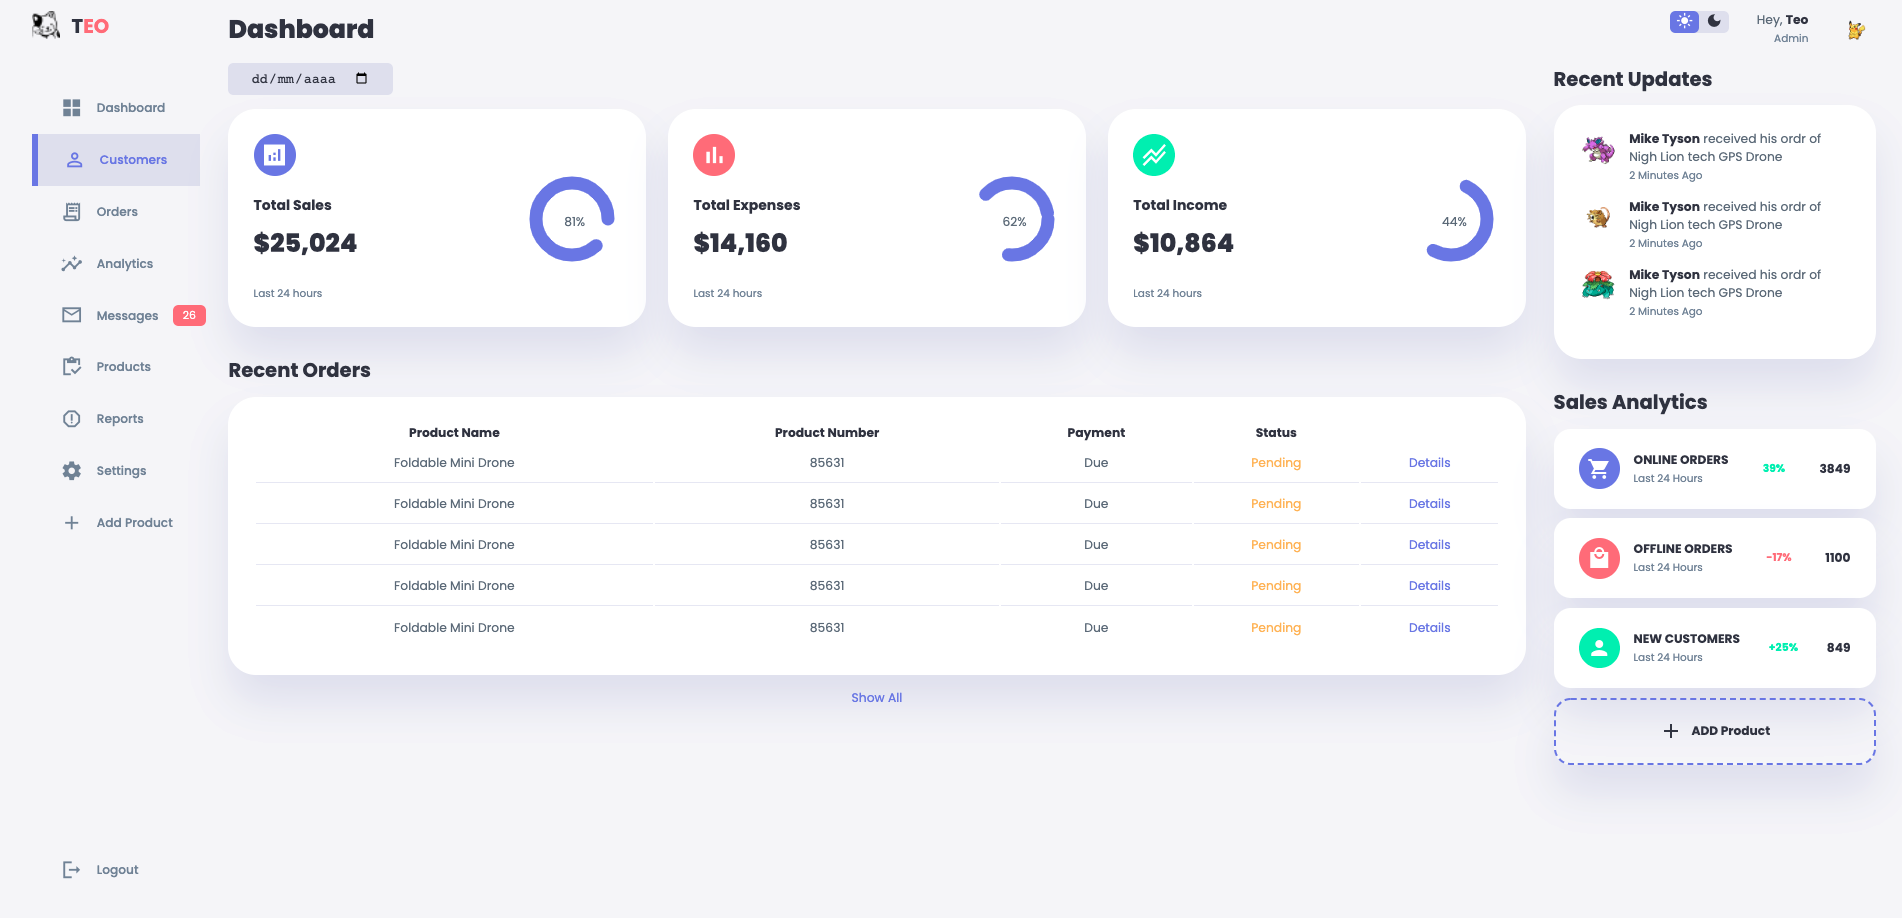 TEO
Dashboard
Customers
Orders
Analytics
Messages 26
Products
Reports
Settings
Add Product
Logout
Dashboard
dd/mm/aaaa
Total Sales
$25,024
81%
Last 24 hours
Total Expenses
$14,160
62%
Last 24 hours
Total Income
$10,864
44%
Last 24 hours
Recent Orders
Product Name Product Number Payment Status
Foldable Mini Drone 85631 Due Pending Details
Foldable Mini Drone 85631 Due Pending Details
Foldable Mini Drone 85631 Due Pending Details
Foldable Mini Drone 85631 Due Pending Details
Foldable Mini Drone 85631 Due Pending Details
Show All
Hey, Teo
Admin
Recent Updates
Mike Tyson received his ordr of
Nigh Lion tech GPS Drone
2 Minutes Ago
Mike Tyson received his ordr of
Nigh Lion tech GPS Drone
2 Minutes Ago
Mike Tyson received his ordr of
Nigh Lion tech GPS Drone
2 Minutes Ago
Sales Analytics
ONLINE ORDERS
Last 24 Hours
39% 3849
OFFLINE ORDERS
Last 24 Hours
-17% 1100
NEW CUSTOMERS
Last 24 Hours
+25% 849
ADD Product